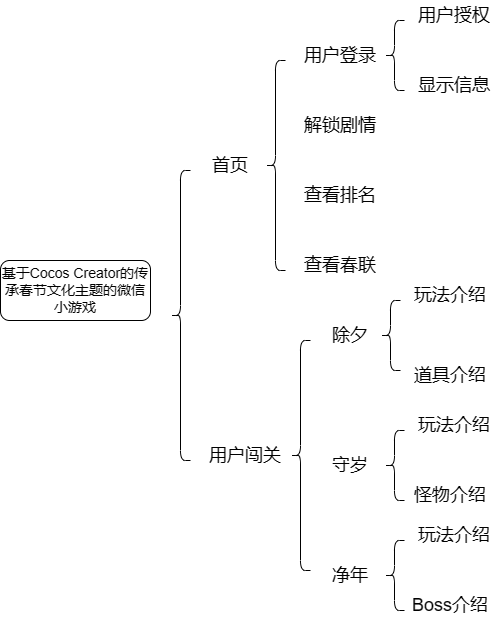 基于Cocos Creator的传
承春节文化主题的微信
小游戏
首页
用户登录
用户授权
显示信息
解锁剧情
查看排名
查看春联
用户闯关
除夕
玩法介绍
道具介绍
守岁
玩法介绍
怪物介绍
净年
玩法介绍
Boss介绍